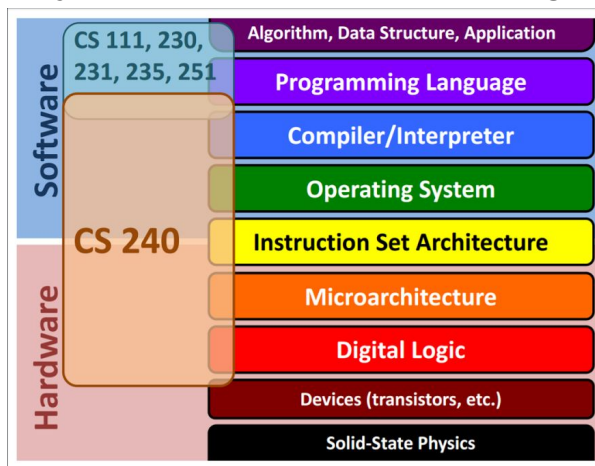 Software
Hardware
CS 111, 230,
231, 235, 251
CS 240
Algorithm, Data Structure, Application
Programming Language
Compiler/Interpreter
Operating System
Instruction Set Architecture
Microarchitecture
Digital Logic
Devices (transistors, etc.)
Solid-State Physics